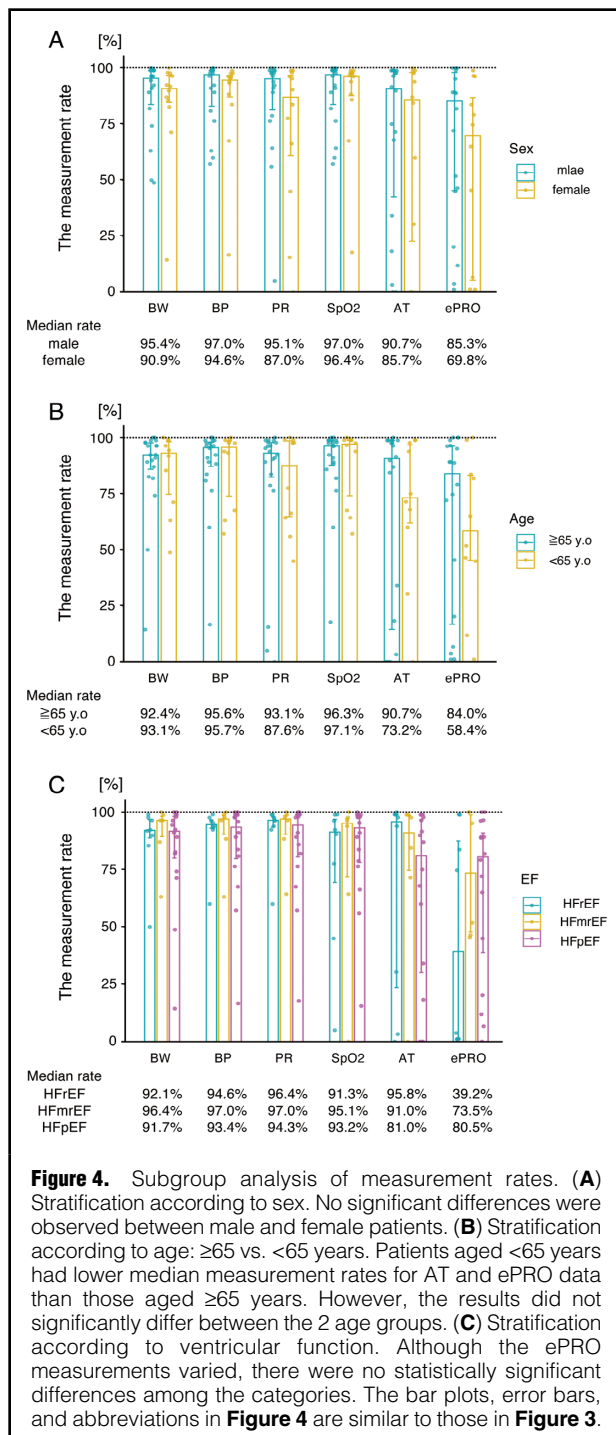 A
[%]
100
75
50
25
0
The measurement rate
Sex
mlae
female
BW BP PR SpO2 AT ePRO
Median rate
male 95.4% 97.0% 95.1% 97.0% 90.7% 85.3%
female 90.9% 94.6% 87.0% 96.4% 85.7% 69.8%
B
[%]
100
75
50
25
0
The measurement rate
Age
≧65 y.o
<65 y.o
BW BP PR SpO2 AT ePRO
Median rate
≧65 y.o 92.4% 95.6% 93.1% 96.3% 90.7% 84.0%
<65 y.o 93.1% 95.7% 87.6% 97.1% 73.2% 58.4%
C
[%]
100
75
50
25
0
The measurement rate
EF
HFrEF
HFmrEF
HFpEF
BW BP PR SpO2 AT ePRO
Median rate
HFrEF 92.1% 94.6% 96.4% 91.3% 95.8% 39.2%
HFmrEF 96.4% 97.0% 97.0% 95.1% 91.0% 73.5%
HFpEF 91.7% 93.4% 94.3% 93.2% 81.0% 80.5%
Figure 4. Subgroup analysis of measurement rates. (A)
Stratification according to sex. No significant differences were
observed between male and female patients. (B) Stratification
according to age: ≥65 vs. <65 years. Patients aged <65 years
had lower median measurement rates for AT and ePRO data
than those aged ≥65 years. However, the results did not
significantly differ between the 2 age groups. (C) Stratification
according to ventricular function. Although the ePRO
measurements varied, there were no statistically significant
differences among the categories. The bar plots, error bars,
and abbreviations in Figure 4 are similar to those in Figure 3.